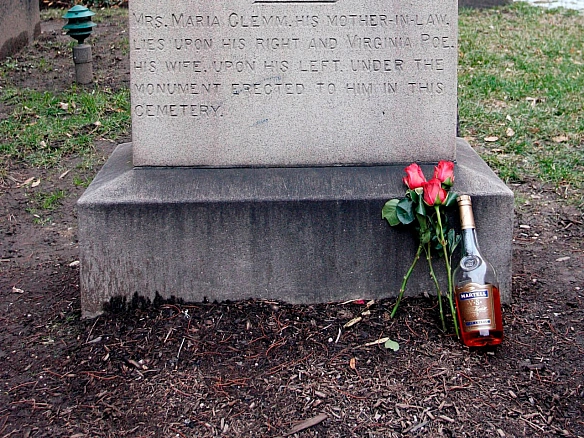 Mrs. Maria Clemm, his mother-in-law,
lies upon his right and Virginia Poe,
his wife, upon his left, under the
monument erected to him in this
cemetery.
MARTELL